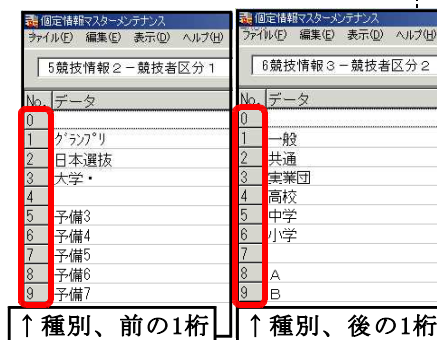 固定情報マスターメンテナンス
ファイル(F) 編集(E) 表示(D) ヘルプ(H)
5競技情報2－競技者区分1
No. データ
0
1 グランプリ
2 日本選抜
3 大学・
4
5 予備3
6 予備4
7 予備5
8 予備6
9 予備7
↑種別、前の1桁
固定情報マスターメンテナンス
ファイル(F) 編集(E) 表示(D) ヘルプ(H)
6競技情報3－競技者区分2
No. データ
0
1 一般
2 共通
3 実業団
4 高校
5 中学
6 小学
7
8 A
9 B
↑種別、後の1桁